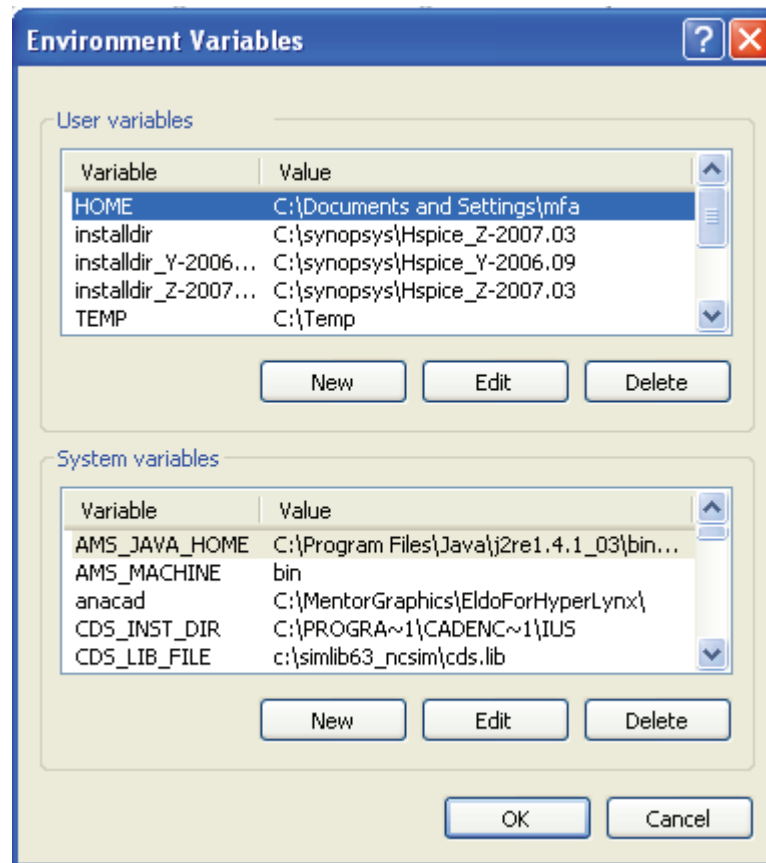 Environment Variables
User variables
Variable Value
HOME C:\Documents and Settings\mfa
installdir C:\synopsys\Hspice_Z-2007.03
installdir_Y-2006... C:\synopsys\Hspice_Y-2006.09
installdir_Z-2007... C:\synopsys\Hspice_Z-2007.03
TEMP C:\Temp
New Edit Delete
System variables
Variable Value
AMS_JAVA_HOME C:\Program Files\Java\j2re1.4.1_03\bin...
AMS_MACHINE bin
anacad C:\MentorGraphics\EldoForHyperLynx\
CDS_INST_DIR C:\PROGRA~1\CADENC~1\IUS
CDS_LIB_FILE c:\simlib63_ncsim\cds.lib
New Edit Delete
OK Cancel